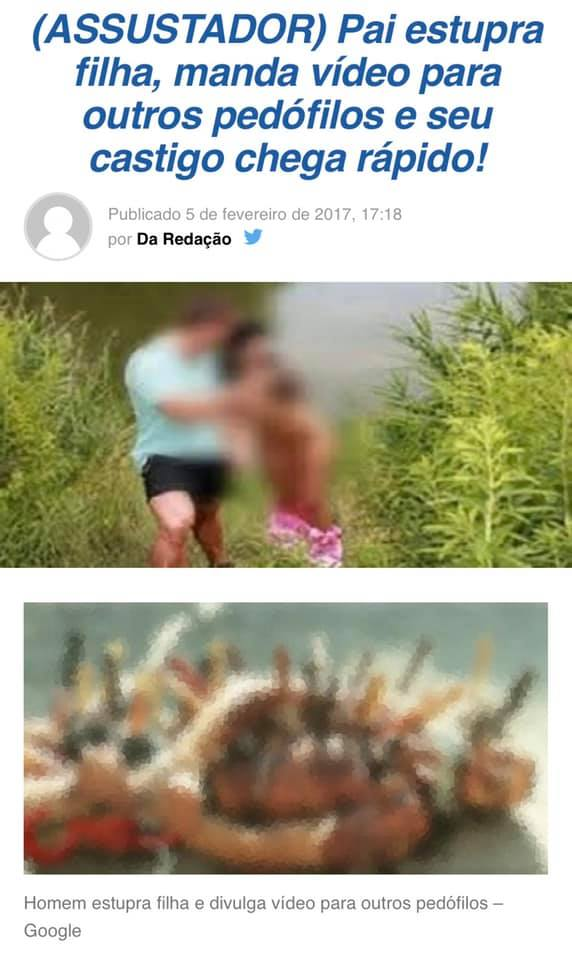 (ASSUSTADOR) Pai estupra
filha, manda vídeo para
outros pedófilos e seu
castigo chega rápido!
Publicado 5 de fevereiro de 2017, 17:18
por Da Redação
Homem estupra filha e divulga vídeo para outros pedófilos –
Google